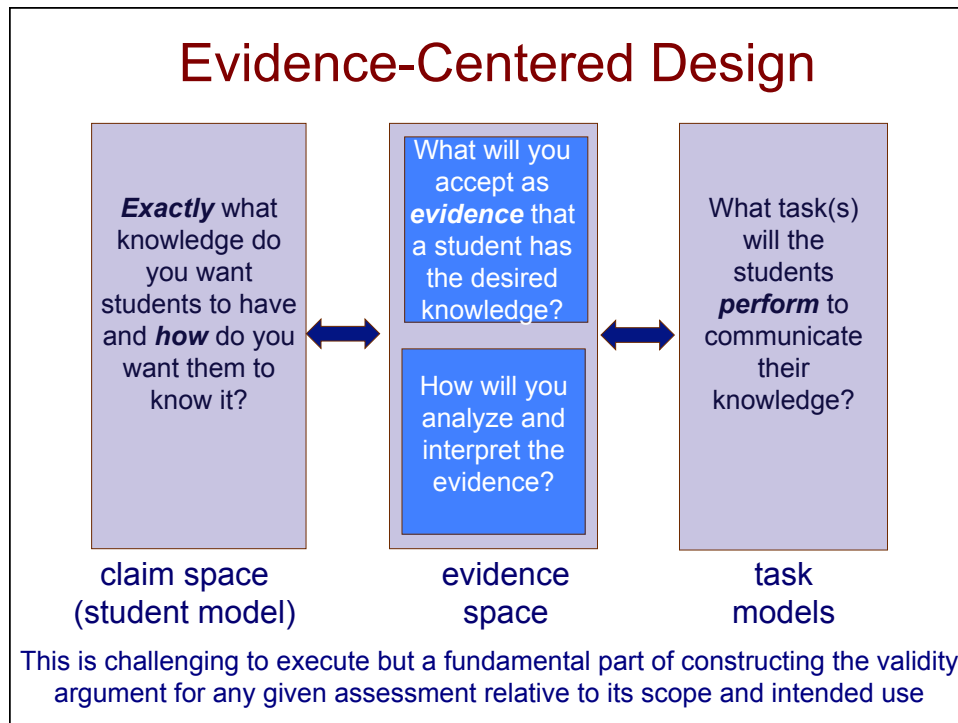 Evidence-Centered Design
Exactly what
knowledge do
you want
students to have
and how do you
want them to
know it?
What will you
accept as
evidence that
a student has
the desired
knowledge?
How will you
analyze and
interpret the
evidence?
What task(s)
will the
students
perform to
communicate
their
knowledge?
claim space
(student model)
evidence
space
task
models
This is challenging to execute but a fundamental part of constructing the validity
argument for any given assessment relative to its scope and intended use